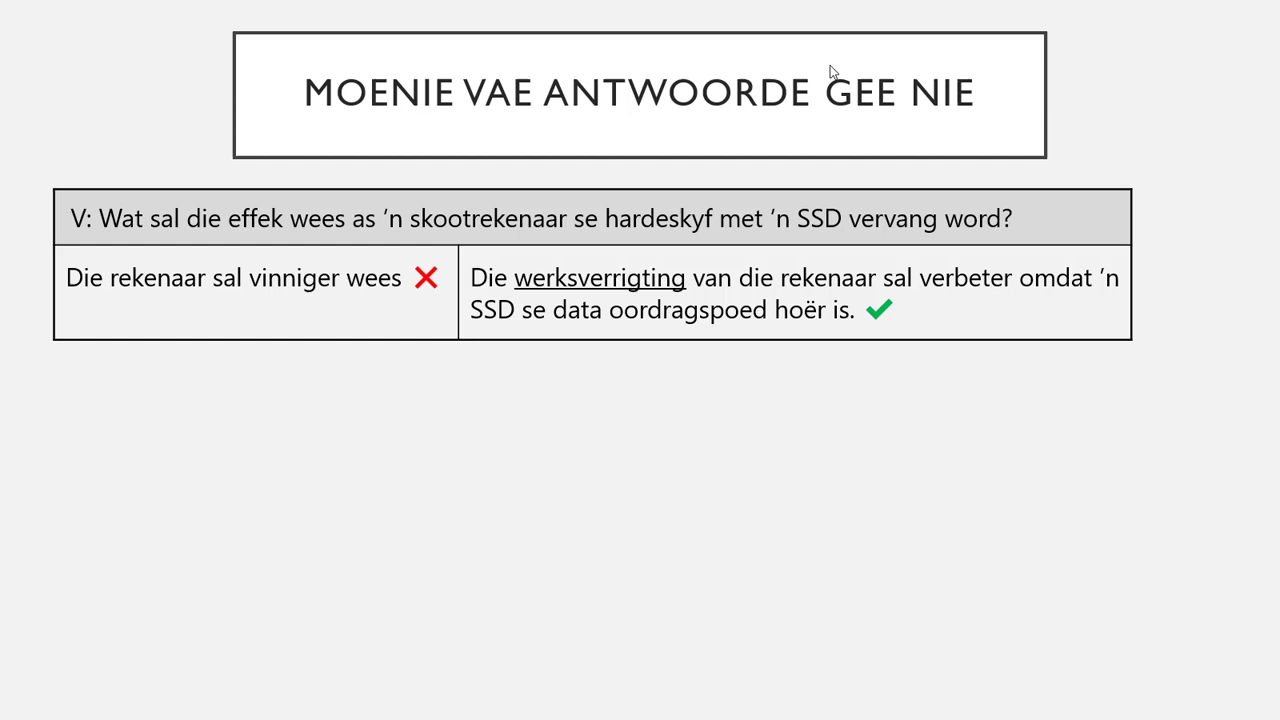 MOENIE VAE ANTWOORDE GEE NIE
V: Wat sal die effek wees as ’n skootrekenaar se hardeskyf met ’n SSD vervang word?
Die rekenaar sal vinniger wees
Die werksverrigting van die rekenaar sal verbeter omdat ’n
SSD se data oordragspoed hoër is.